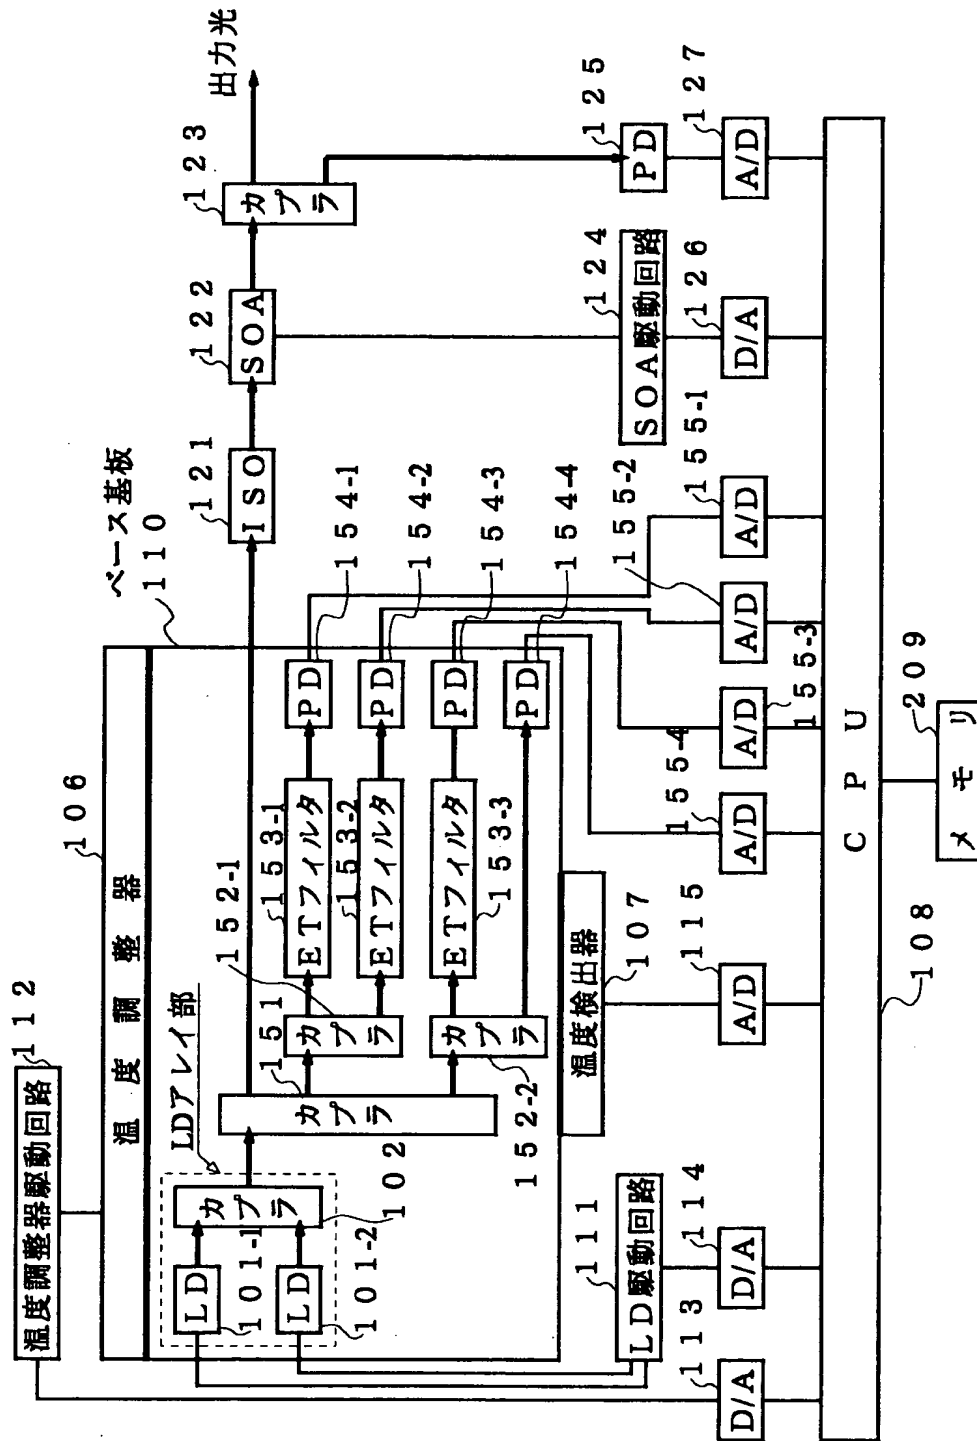 温度調整器駆動回路
112
106
温度調整器
ベース基板
110
LDアレイ部
LD
101-1
LD
101-2
カプラ
102
カプラ
151
カプラ
152-1
カプラ
152-2
ETフィルタ
153-1
ETフィルタ
153-2
ETフィルタ
153-3
PD
154-1
PD
154-2
PD
154-3
PD
154-4
ISO
121
SOA
122
カプラ
123
出力光
温度検出器
107
LD駆動回路
111
SOA駆動回路
124
PD
125
D/A
113
D/A
114
A/D
115
A/D
155-4
A/D
155-3
A/D
155-2
A/D
155-1
D/A
126
A/D
127
CPU
108
メモリ
209